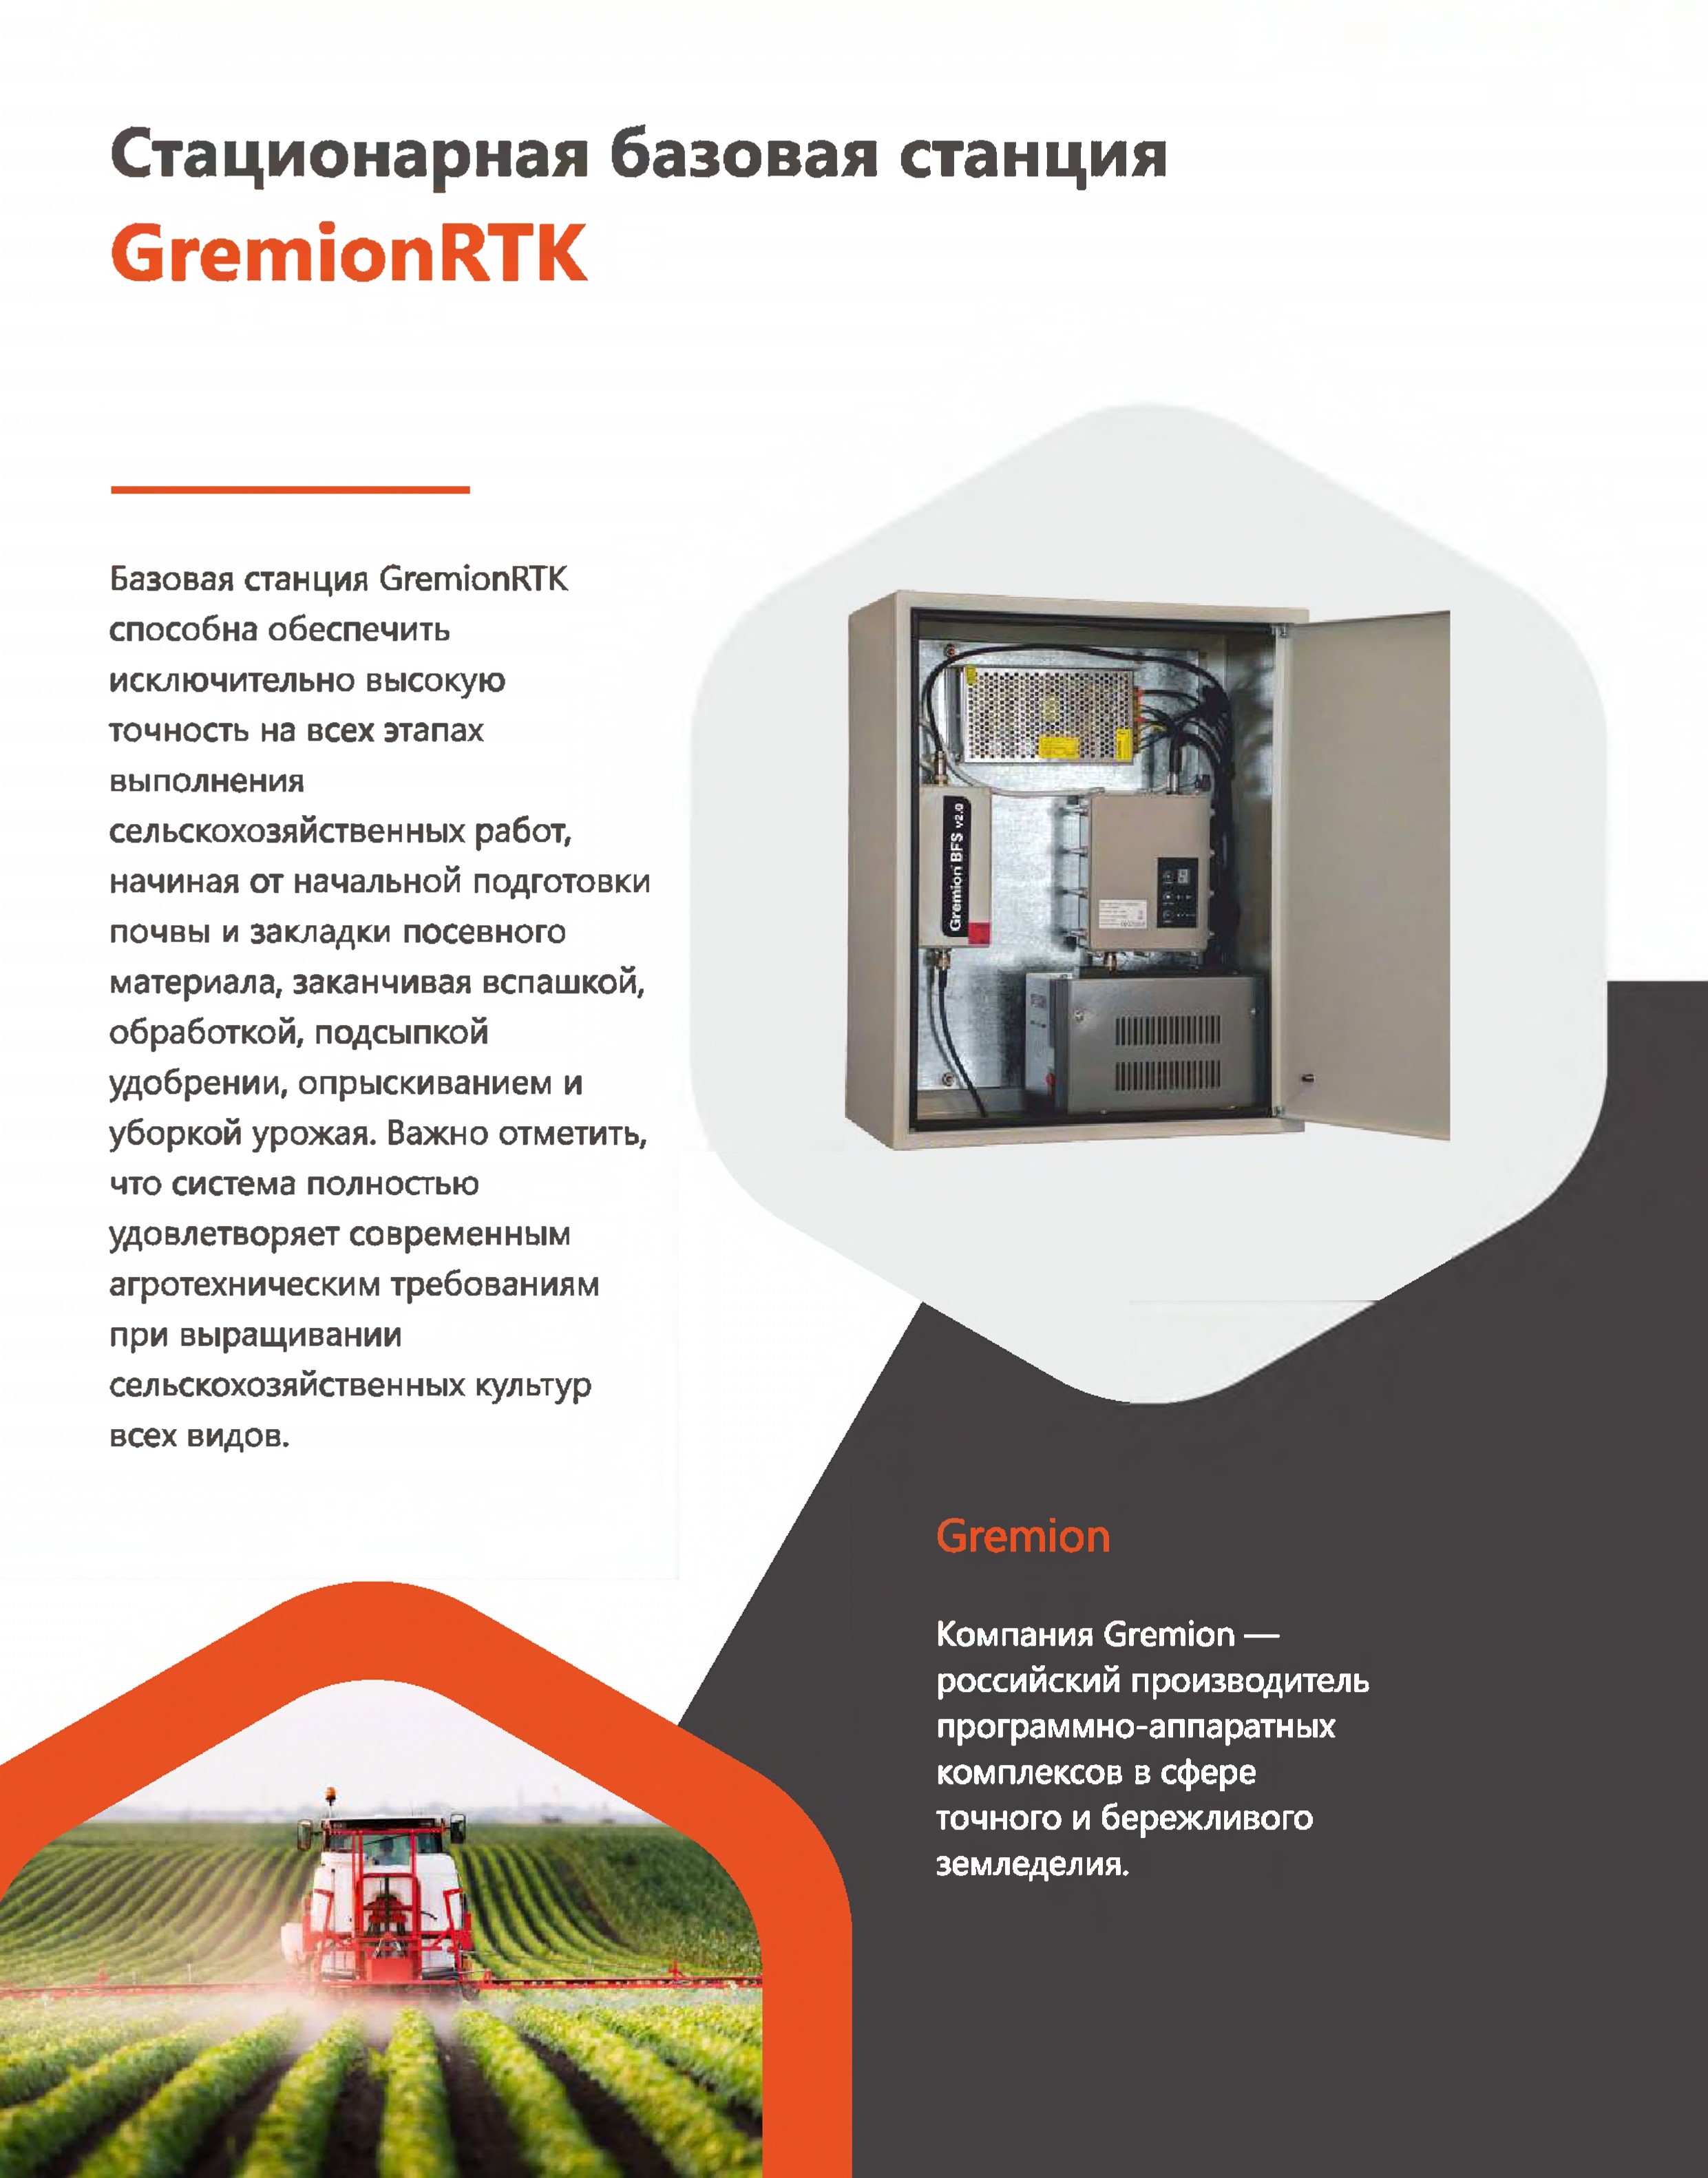 Стационарная базовая станция
GremionRTK
Базовая станция GremionRTK
способна обеспечить
исключительно высокую
точность на всех этапах
выполнения
сельскохозяйственных работ,
начиная от начальной подготовки
почвы и закладки посевного
материала, заканчивая вспашкой,
обработкой, подсыпкой
удобрении, опрыскиванием и
уборкой урожая. Важно отметить,
что система полностью
удовлетворяет современным
агротехническим требованиям
при выращивании
сельскохозяйственных культур
всех видов.
Gremion BFS v2.0
Gremion
Компания Gremion —
российский производитель
программно-аппаратных
комплексов в сфере
точного и бережливого
земледелия.